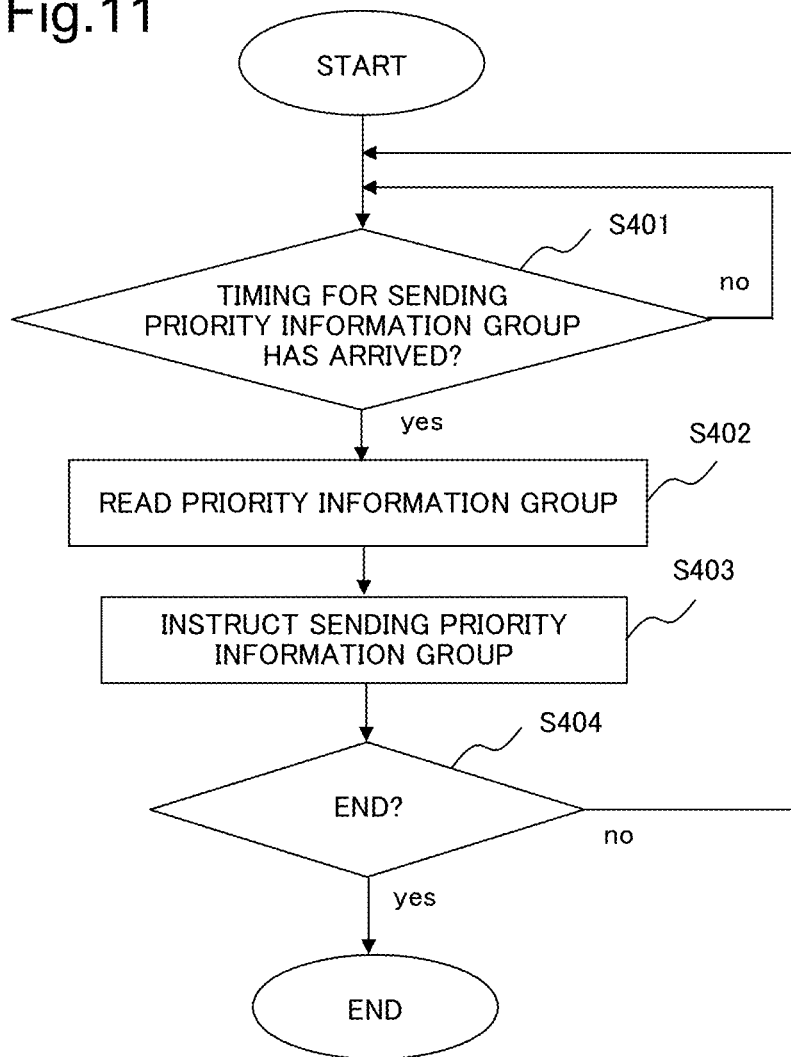 Fig.11
START
S401
TIMING FOR SENDING
PRIORITY INFORMATION GROUP
HAS ARRIVED?
no
yes
S402
READ PRIORITY INFORMATION GROUP
S403
INSTRUCT SENDING PRIORITY
INFORMATION GROUP
S404
END?
no
yes
END